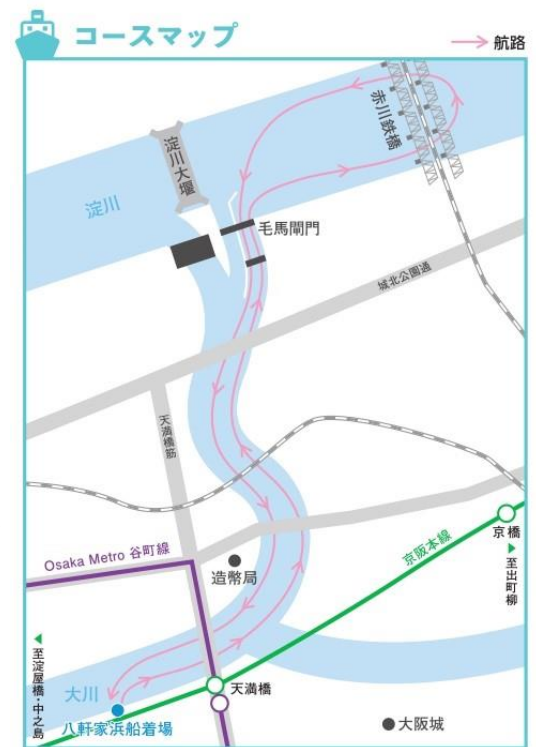 コースマップ
航路
赤川鉄橋
淀川大堰
淀川
毛馬閘門
城北公園通
天満橋筋
Osaka Metro 谷町線
京阪本線
京橋
至出町柳
造幣局
至淀屋橋・中之島
大川
天満橋
八軒家浜船着場
大阪城